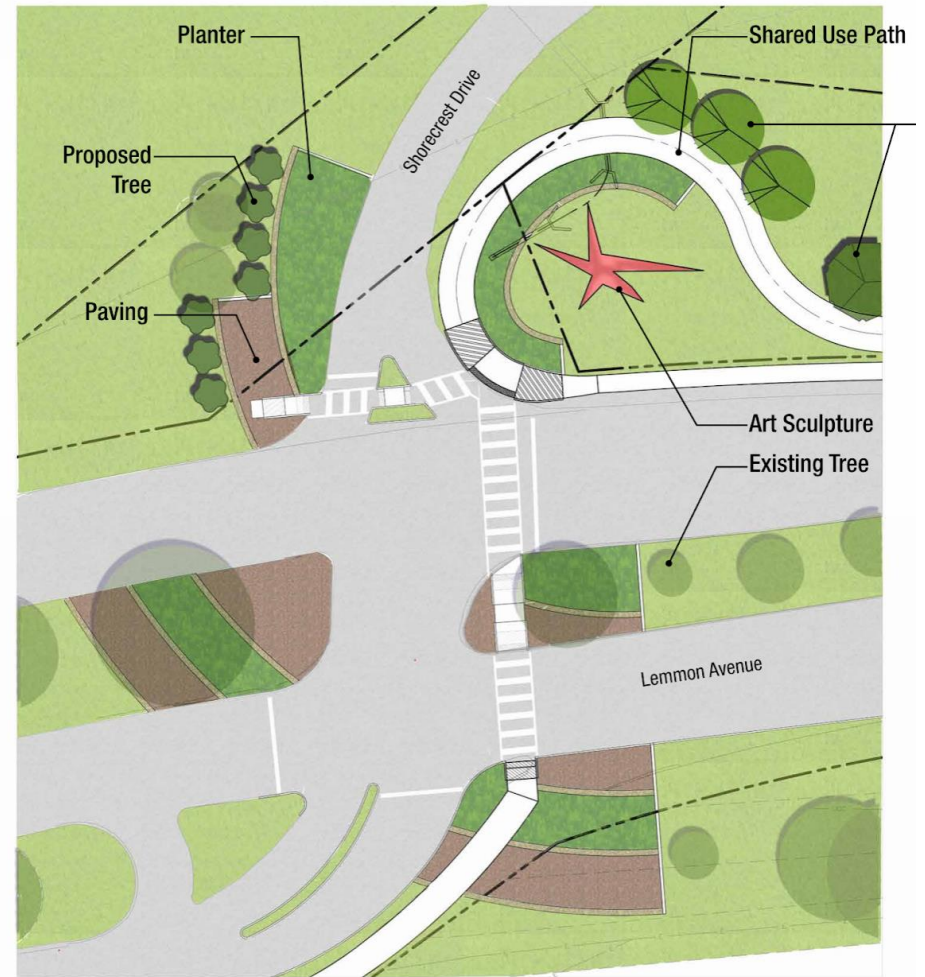 Planter
Shared Use Path
Shorecrest Drive
Proposed
Tree
Paving
Art Sculpture
Existing Tree
Lemmon Avenue